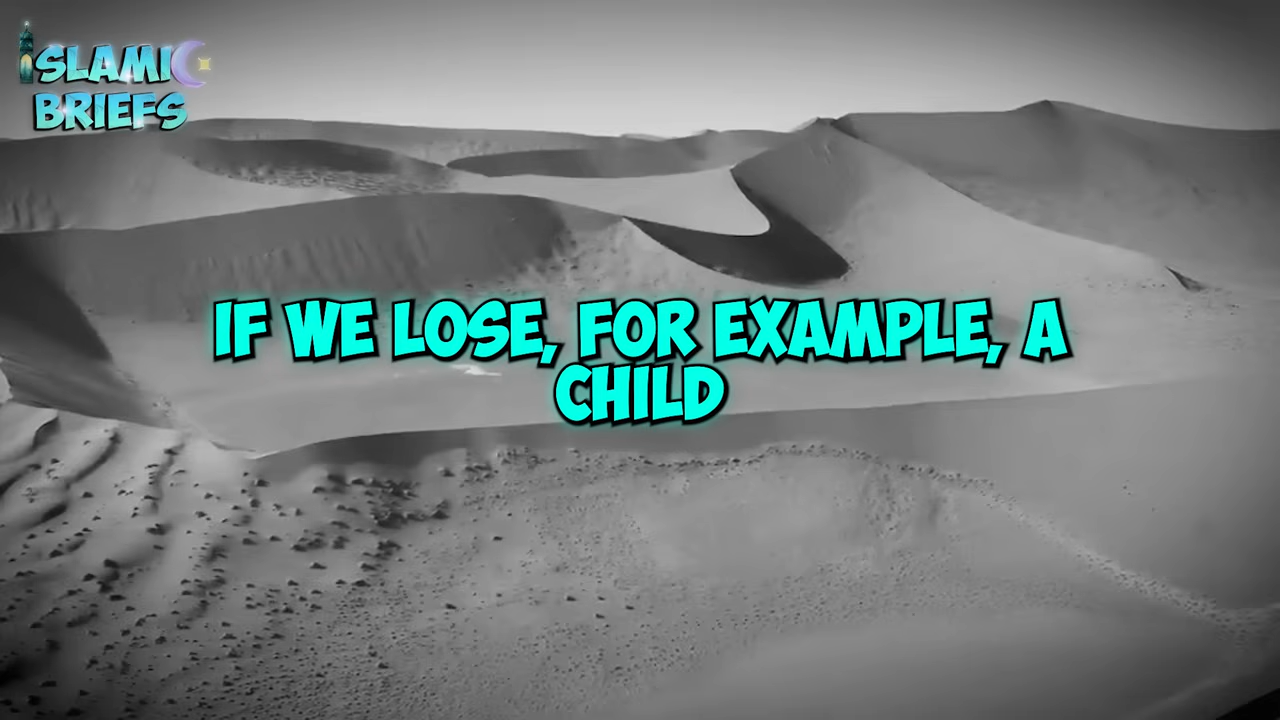 ISLAMIC
BRIEFS
IF WE LOSE, FOR EXAMPLE, A
CHILD